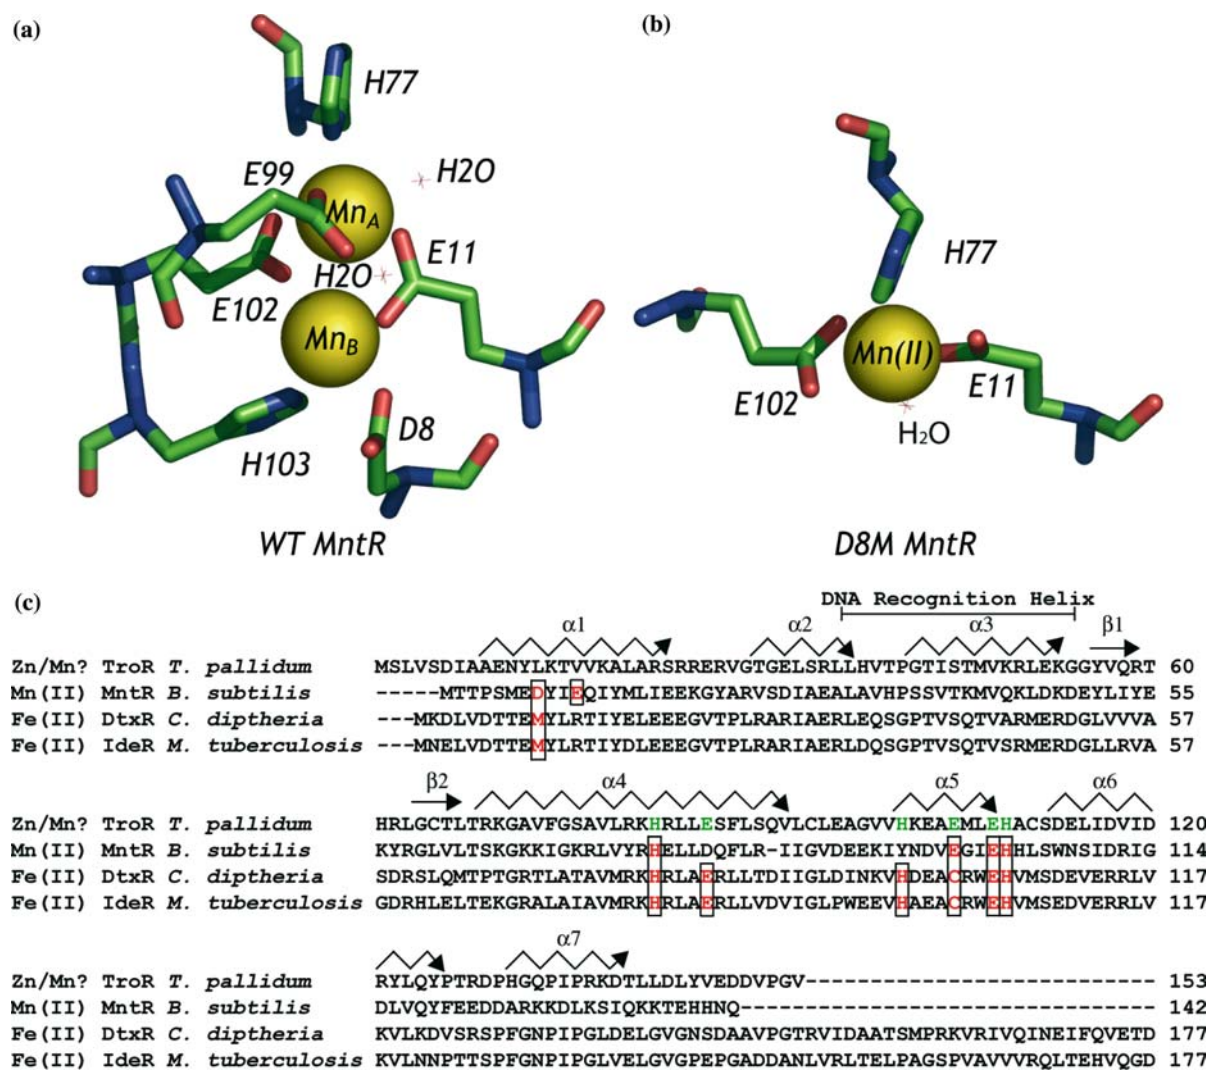 (a)
H77
E99
H2O
MnA
E11
H2O
E102
MnB
D8
H103
WT MntR
(b)
H77
Mn(II)
E102
E11
H₂O
D8M MntR
(c)
DNA Recognition Helix
α1 α2 α3 β1
Zn/Mn? TroR T. pallidum MSLVSDIAAENYLKTVVKALARSRRERVGTGELSRLLHVTPGTISTMVKRLEKGGYVQRT 60
Mn(II) MntR B. subtilis -----MTTPSMEDYIEQIYMLIEEKGYARVSDIAEALAVHPSSVTKMVQKLDKDEYLIYE 55
Fe(II) DtxR C. diptheria ---MKDLVDTTEMYLRTIYELEEEGVTPLRARIAERLEQSGPTVSQTVARMERDGLVVVA 57
Fe(II) IdeR M. tuberculosis ---MNELVDTTEMYLRTIYDLEEEGVTPLRARIAERLDQSGPTVSQTVSRMERDGLLRVA 57
β2 α4 α5 α6
Zn/Mn? TroR T. pallidum HRLGCTLTRKGAVFGSAVLRKHRLLESFLSQVLCLEAGVVHKEAEMLEHACSDELIDVID 120
Mn(II) MntR B. subtilis KYRGLVLTSKGKKIGKRLVYRHELLDQFLR-IIGVDEEKIYNDVEGIEHHLSWNSIDRIG 114
Fe(II) DtxR C. diptheria SDRSLQMTPTGRTLATAVMRKHRLAERLLTDIIGLDINKVHDEACRWEHVMSDEVERRLV 117
Fe(II) IdeR M. tuberculosis GDRHLELTEKGRALAIAVMRKHRLAERLLVDVIGLPWEEVHAEACRWEHVMSEDVERRLV 117
α7
Zn/Mn? TroR T. pallidum RYLQYPTRDPHGQPIPRKDTLLDLYVEDDVPGV--------------------------- 153
Mn(II) MntR B. subtilis DLVQYFEEDDARKKDLKSIQKKTEHHNQ-------------------------------- 142
Fe(II) DtxR C. diptheria KVLKDVSRSPFGNPIPGLDELGVGNSDAAVPGTRVIDAATSMPRKVRIVQINEIFQVETD 177
Fe(II) IdeR M. tuberculosis KVLNNPTTSPFGNPIPGLVELGVGPEPGADDANLVRLTELPAGSPVAVVVRQLTEHVQGD 177